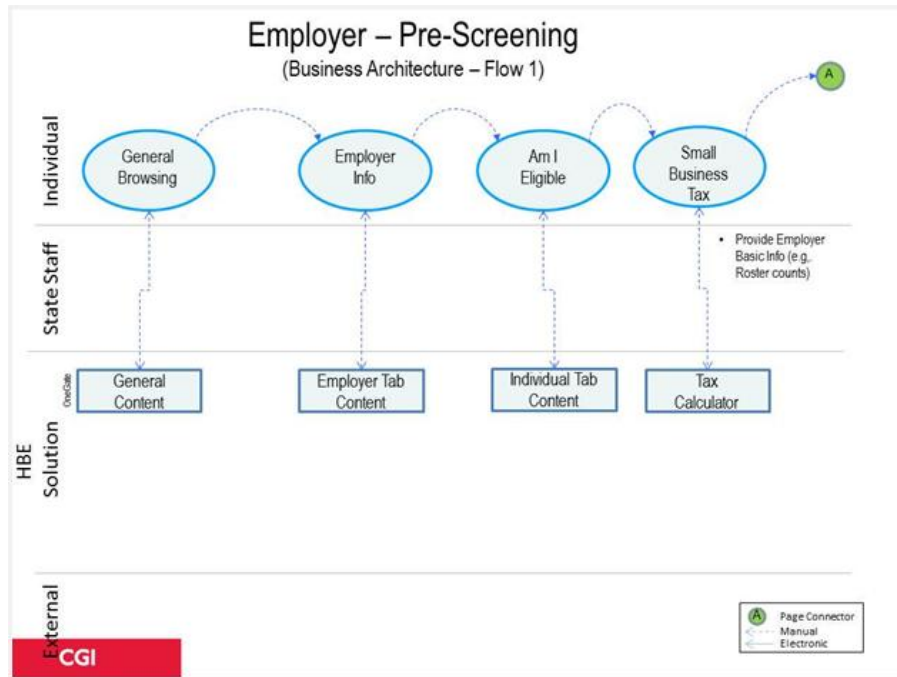 Employer – Pre-Screening
(Business Architecture – Flow 1)
A
Individual
General
Browsing
Employer
Info
Am I
Eligible
Small
Business
Tax
State Staff
• Provide Employer
Basic Info (e.g,.
Roster counts)
HBE
Solution
OneGate
General
Content
Employer Tab
Content
Individual Tab
Content
Tax
Calculator
External
A Page Connector
Manual
Electronic
CGI